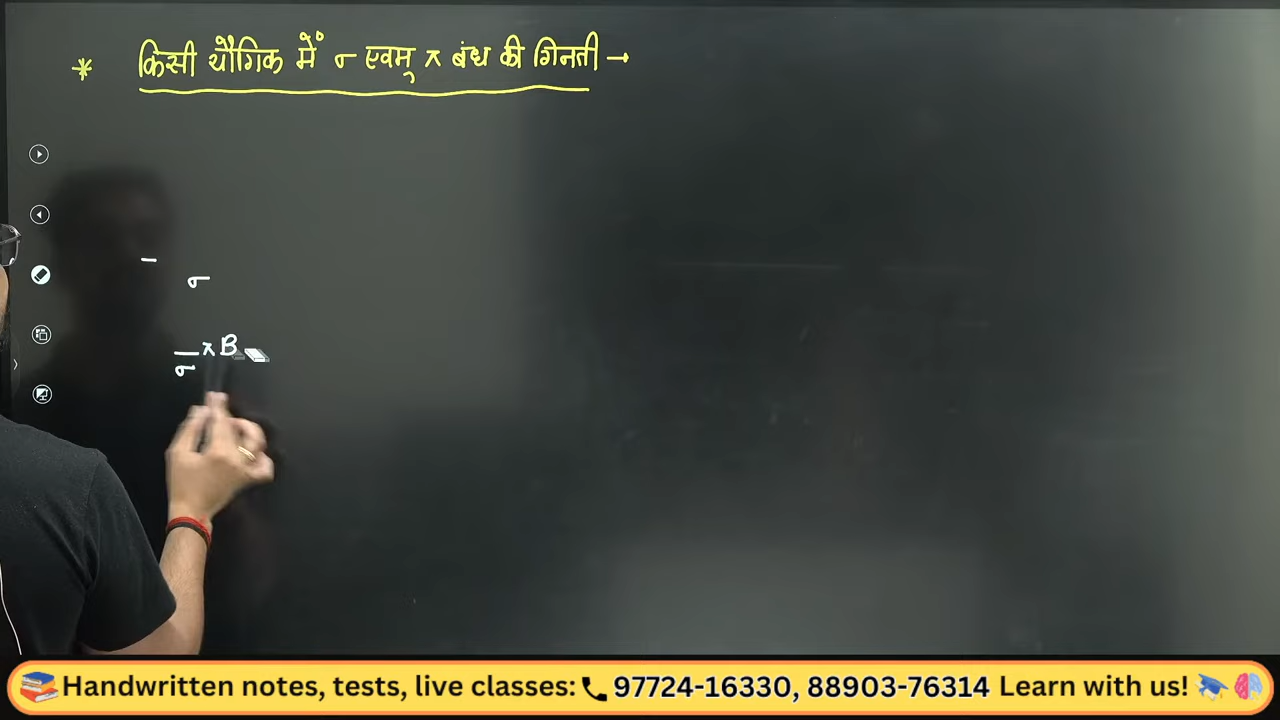 * किसी यौगिक में σ एवम् π बंध की गिनती →
σ
π B
σ
Handwritten notes, tests, live classes: 97724-16330, 88903-76314 Learn with us!